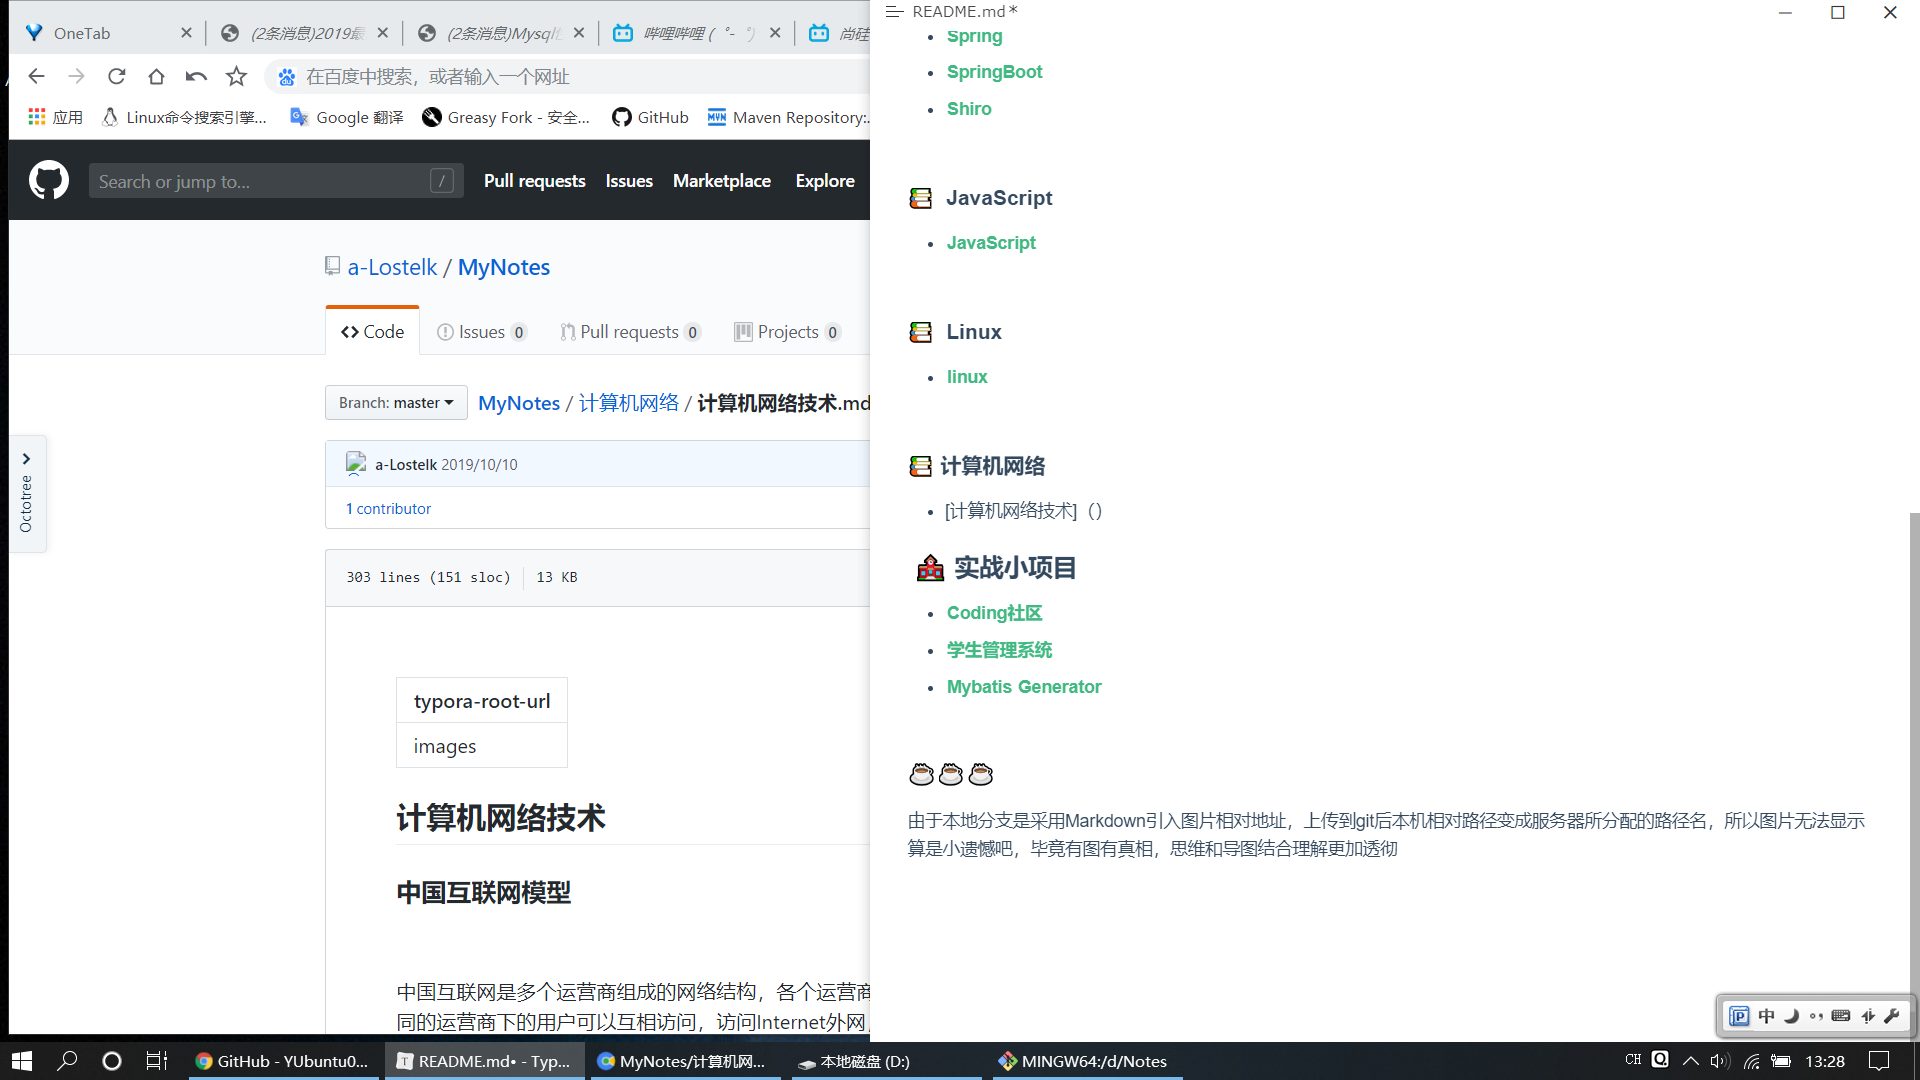 OneTab
(2条消息)2019最
(2条消息)Mysql
哔哩哔哩 ( ゜- ゜)
尚硅
在百度中搜索，或者输入一个网址
应用
Linux命令搜索引擎...
Google 翻译
Greasy Fork - 安全...
GitHub
Maven Repository:..
Search or jump to...
/
Pull requests
Issues
Marketplace
Explore
a-Lostelk / MyNotes
Code
Issues 0
Pull requests 0
Projects 0
Branch: master
MyNotes / 计算机网络 / 计算机网络技术.md
a-Lostelk 2019/10/10
1 contributor
Octotree
303 lines (151 sloc)
13 KB
typora-root-url
images
计算机网络技术
中国互联网模型
中国互联网是多个运营商组成的网络结构，各个运营商
同的运营商下的用户可以互相访问，访问Internet外网，
README.md*
Spring
SpringBoot
Shiro
JavaScript
JavaScript
Linux
linux
计算机网络
[计算机网络技术]（）
实战小项目
Coding社区
学生管理系统
Mybatis Generator
由于本地分支是采用Markdown引入图片相对地址，上传到git后本机相对路径变成服务器所分配的路径名，所以图片无法显示
算是小遗憾吧，毕竟有图有真相，思维和导图结合理解更加透彻
中
GitHub - YUbuntu0...
README.md• - Typ...
MyNotes/计算机网...
本地磁盘 (D:)
MINGW64:/d/Notes
CH
13:28